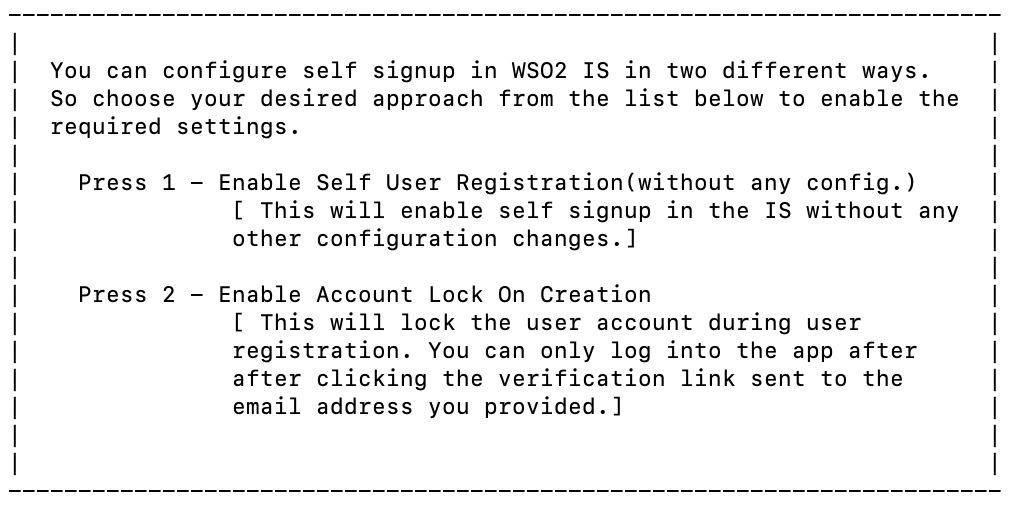 You can configure self signup in WSO2 IS in two different ways.
So choose your desired approach from the list below to enable the
required settings.
Press 1 – Enable Self User Registration(without any config.)
[ This will enable self signup in the IS without any
other configuration changes.]
Press 2 – Enable Account Lock On Creation
[ This will lock the user account during user
registration. You can only log into the app after
after clicking the verification link sent to the
email address you provided.]